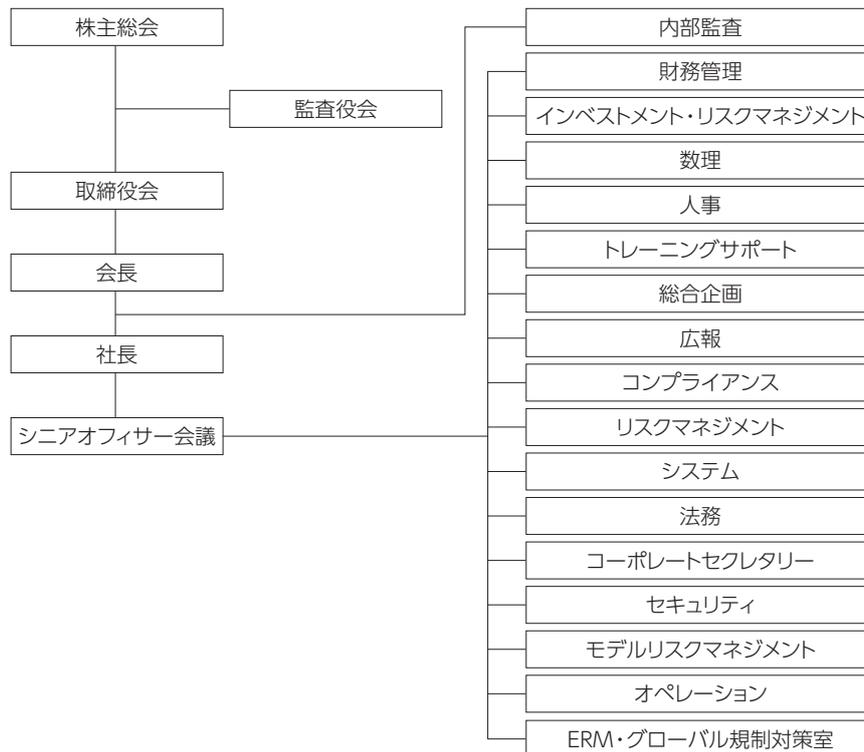 株主総会
監査役会
取締役会
会長
社長
シニアオフィサー会議
内部監査
財務管理
インベストメント・リスクマネジメント
数理
人事
トレーニングサポート
総合企画
広報
コンプライアンス
リスクマネジメント
システム
法務
コーポレートセクレタリー
セキュリティ
モデルリスクマネジメント
オペレーション
ERM・グローバル規制対策室